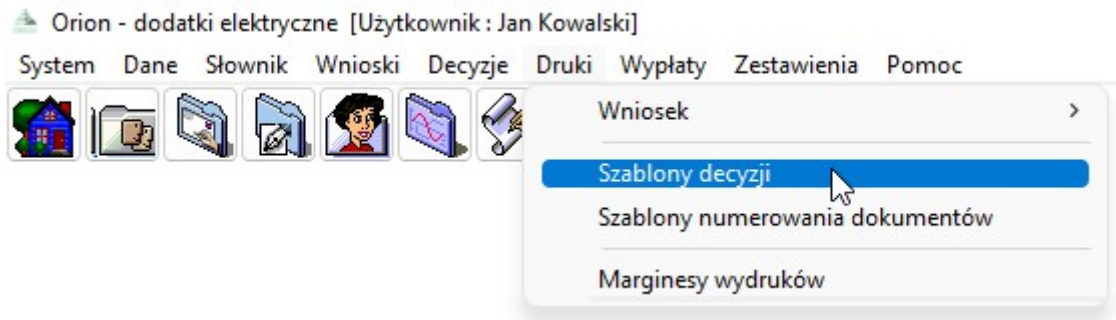 Orion - dodatki elektryczne [Użytkownik : Jan Kowalski]
System Dane Słownik Wnioski Decyzje Druki Wypłaty Zestawienia Pomoc
Wniosek
Szablony decyzji
Szablony numerowania dokumentów
Marginesy wydruków